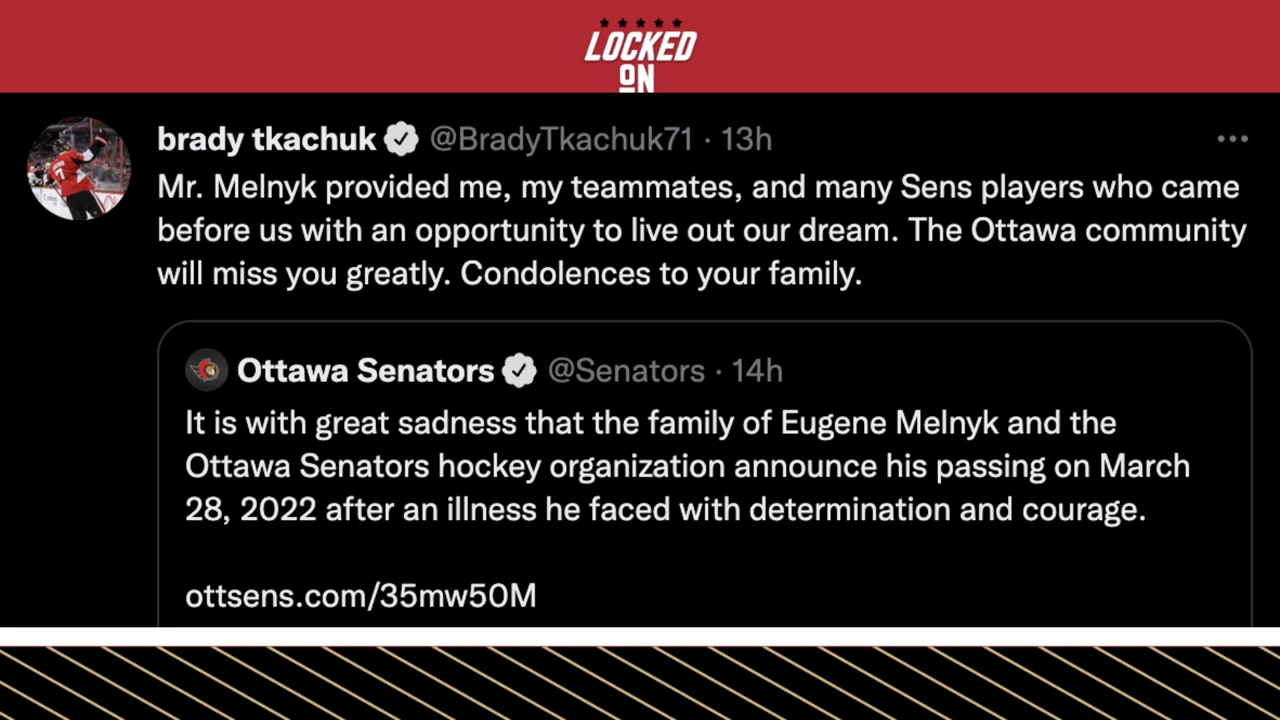 LOCKED
ON
brady tkachuk @BradyTkachuk71 · 13h
Mr. Melnyk provided me, my teammates, and many Sens players who came
before us with an opportunity to live out our dream. The Ottawa community
will miss you greatly. Condolences to your family.
Ottawa Senators @Senators · 14h
It is with great sadness that the family of Eugene Melnyk and the
Ottawa Senators hockey organization announce his passing on March
28, 2022 after an illness he faced with determination and courage.
ottsens.com/35mw50M